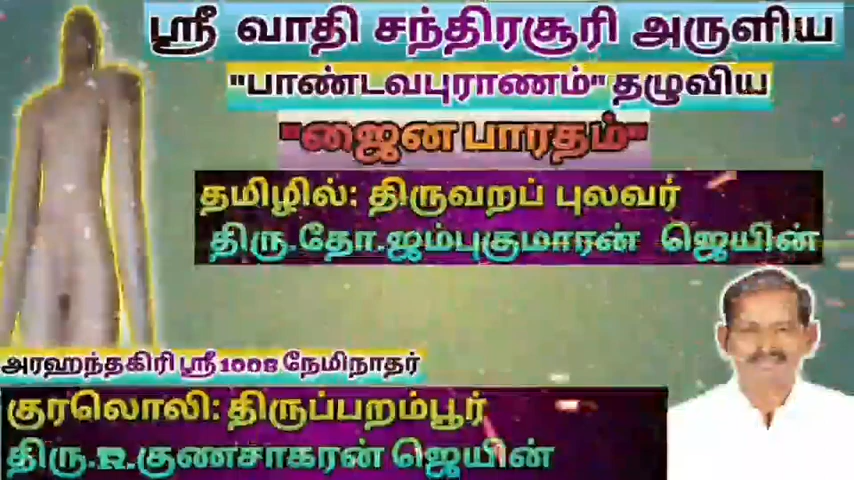 ஸ்ரீ வாதி சந்திரசூரி அருளிய
"பாண்டவபுராணம்" தழுவிய
"ஜைன பாரதம்"
தமிழில்: திருவறப் புலவர்
திரு.தோ.ஜம்புகுமாரன் ஜெயின்
அரஹந்தகிரி ஸ்ரீ 1008 நேமிநாதர்
குரலொலி: திருப்பறம்பூர்
திரு.R.குணசாகரன் ஜெயின்